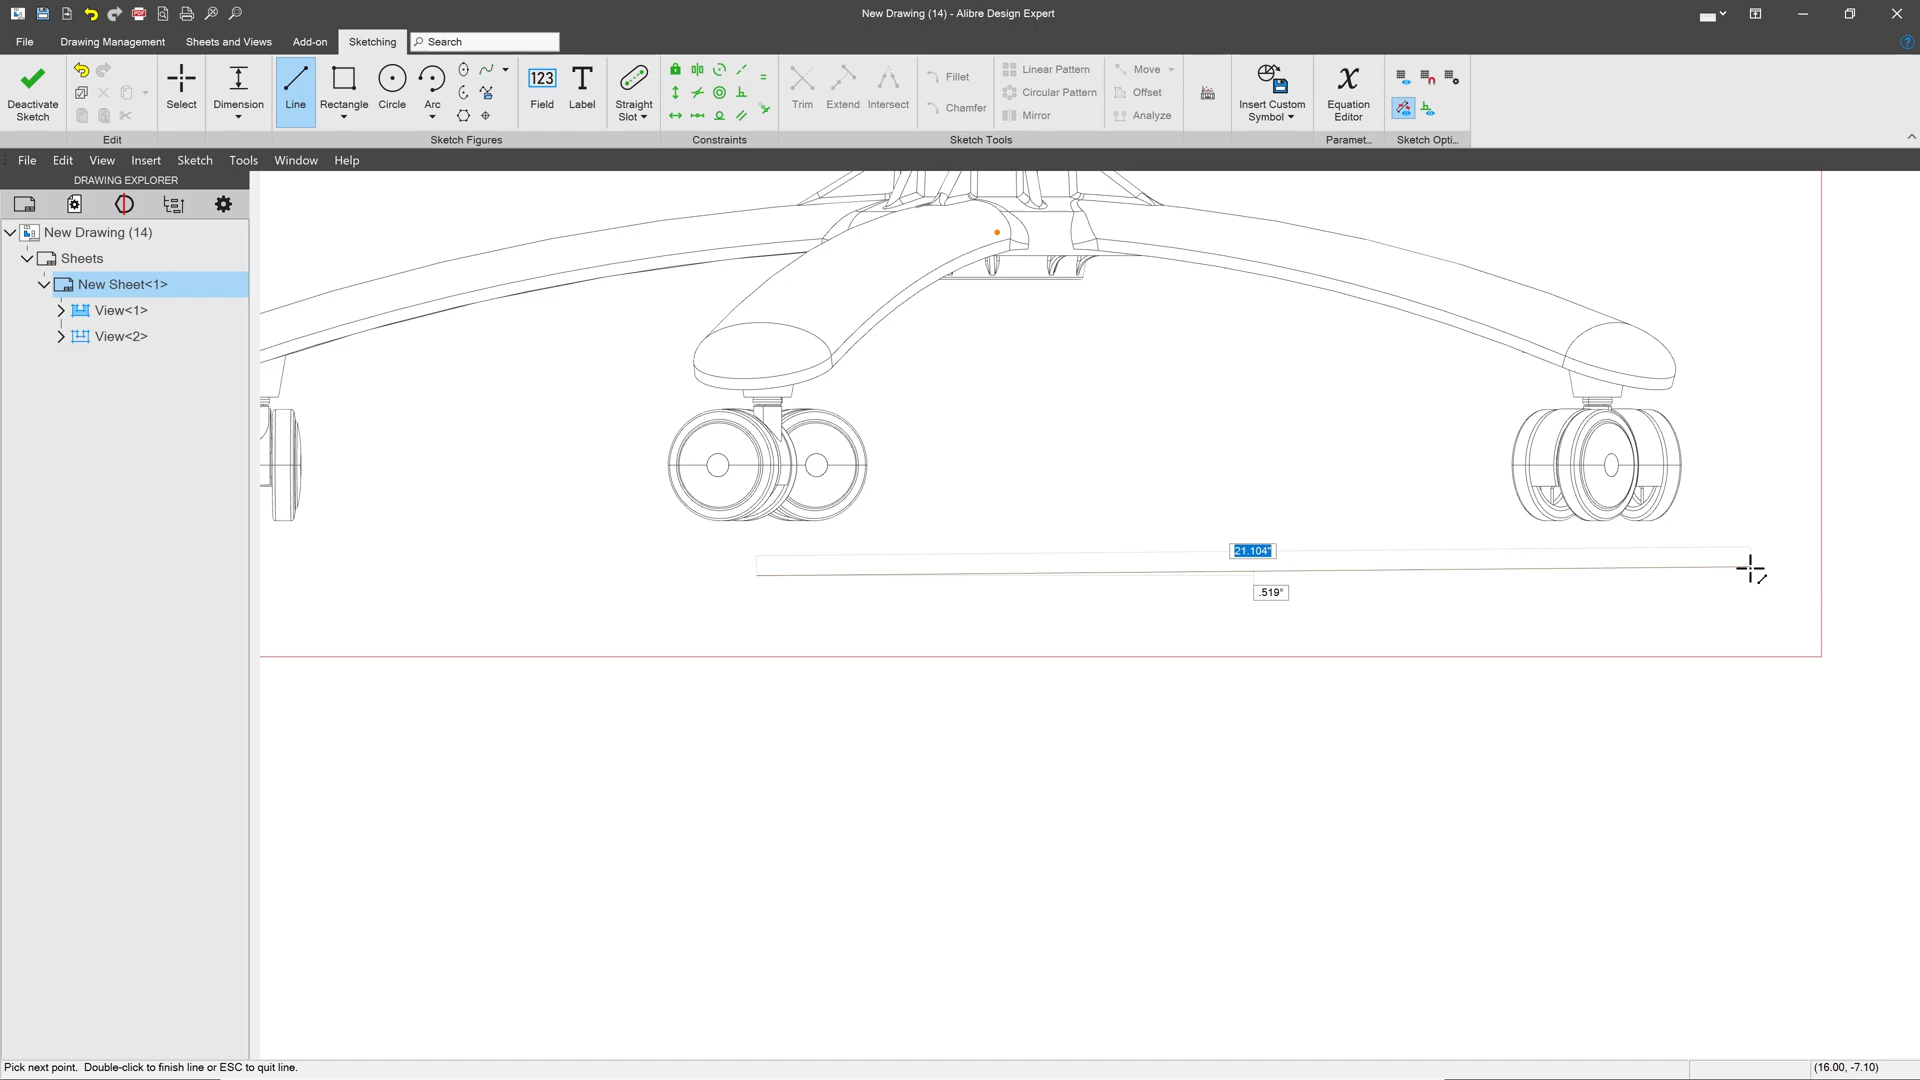 New Drawing (14) - Alibre Design Expert
File
Drawing Management
Sheets and Views
Add-on
Sketching
Search
Deactivate
Sketch
Select
Dimension
Line
Rectangle
Circle
Arc
123
Field
Label
Straight
Slot
Trim
Extend
Intersect
Fillet
Chamfer
Linear Pattern
Circular Pattern
Mirror
Move
Offset
Analyze
Insert Custom
Symbol
Equation
Editor
Edit
Sketch Figures
Constraints
Sketch Tools
Paramet...
Sketch Opti...
File Edit View Insert Sketch Tools Window Help
DRAWING EXPLORER
New Drawing (14)
Sheets
New Sheet<1>
View<1>
View<2>
21.104"
.519°
Pick next point. Double-click to finish line or ESC to quit line.
(16.00, -7.10)